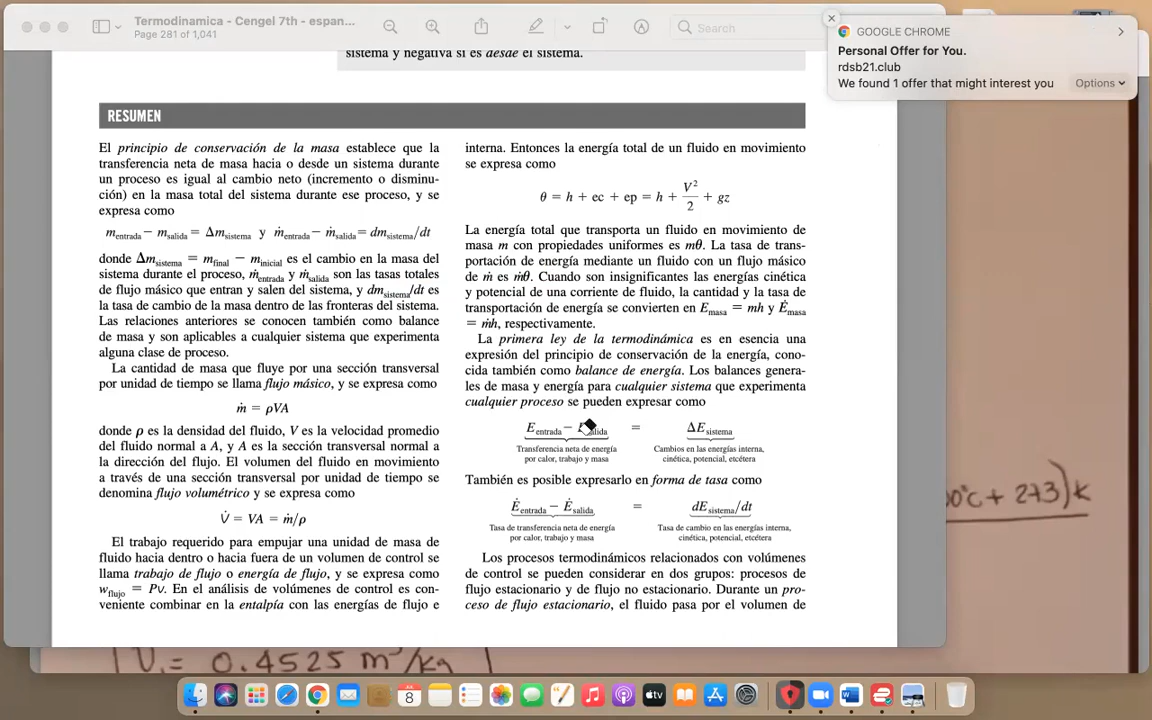 Termodinamica - Cengel 7th - espan...
Page 281 of 1,041
Search
GOOGLE CHROME
Personal Offer for You.
rdsb21.club
We found 1 offer that might interest you
Options
sistema y negativa si es desde el sistema.
RESUMEN
El principio de conservación de la masa establece que la
transferencia neta de masa hacia o desde un sistema durante
un proceso es igual al cambio neto (incremento o disminu-
ción) en la masa total del sistema durante ese proceso, y se
expresa como
m_entrada − m_salida = Δm_sistema y ṁ_entrada − ṁ_salida = dm_sistema/dt
donde Δm_sistema = m_final − m_inicial es el cambio en la masa del
sistema durante el proceso, ṁ_entrada y ṁ_salida son las tasas totales
de flujo másico que entran y salen del sistema, y dm_sistema/dt es
la tasa de cambio de la masa dentro de las fronteras del sistema.
Las relaciones anteriores se conocen también como balance
de masa y son aplicables a cualquier sistema que experimenta
alguna clase de proceso.
La cantidad de masa que fluye por una sección transversal
por unidad de tiempo se llama flujo másico, y se expresa como
ṁ = ρVA
donde ρ es la densidad del fluido, V es la velocidad promedio
del fluido normal a A, y A es la sección transversal normal a
la dirección del flujo. El volumen del fluido en movimiento
a través de una sección transversal por unidad de tiempo se
denomina flujo volumétrico y se expresa como
V̇ = VA = ṁ/ρ
El trabajo requerido para empujar una unidad de masa de
fluido hacia dentro o hacia fuera de un volumen de control se
llama trabajo de flujo o energía de flujo, y se expresa como
w_flujo = Pv. En el análisis de volúmenes de control es con-
veniente combinar en la entalpía con las energías de flujo e
interna. Entonces la energía total de un fluido en movimiento
se expresa como
θ = h + ec + ep = h + V²/2 + gz
La energía total que transporta un fluido en movimiento de
masa m con propiedades uniformes es mθ. La tasa de trans-
portación de energía mediante un fluido con un flujo másico
de ṁ es ṁθ. Cuando son insignificantes las energías cinética
y potencial de una corriente de fluido, la cantidad y la tasa de
transportación de energía se convierten en E_masa = mh y Ė_masa
= ṁh, respectivamente.
La primera ley de la termodinámica es en esencia una
expresión del principio de conservación de la energía, cono-
cida también como balance de energía. Los balances genera-
les de masa y energía para cualquier sistema que experimenta
cualquier proceso se pueden expresar como
E_entrada − E_salida = ΔE_sistema
Transferencia neta de energía
por calor, trabajo y masa
Cambios en las energías interna,
cinética, potencial, etcétera
También es posible expresarlo en forma de tasa como
Ė_entrada − Ė_salida = dE_sistema/dt
Tasa de transferencia neta de energía
por calor, trabajo y masa
Tasa de cambio en las energías interna,
cinética, potencial, etcétera
Los procesos termodinámicos relacionados con volúmenes
de control se pueden considerar en dos grupos: procesos de
flujo estacionario y de flujo no estacionario. Durante un pro-
ceso de flujo estacionario, el fluido pasa por el volumen de
0°C + 273)K
= 0.4525 m³/kg
8
tv